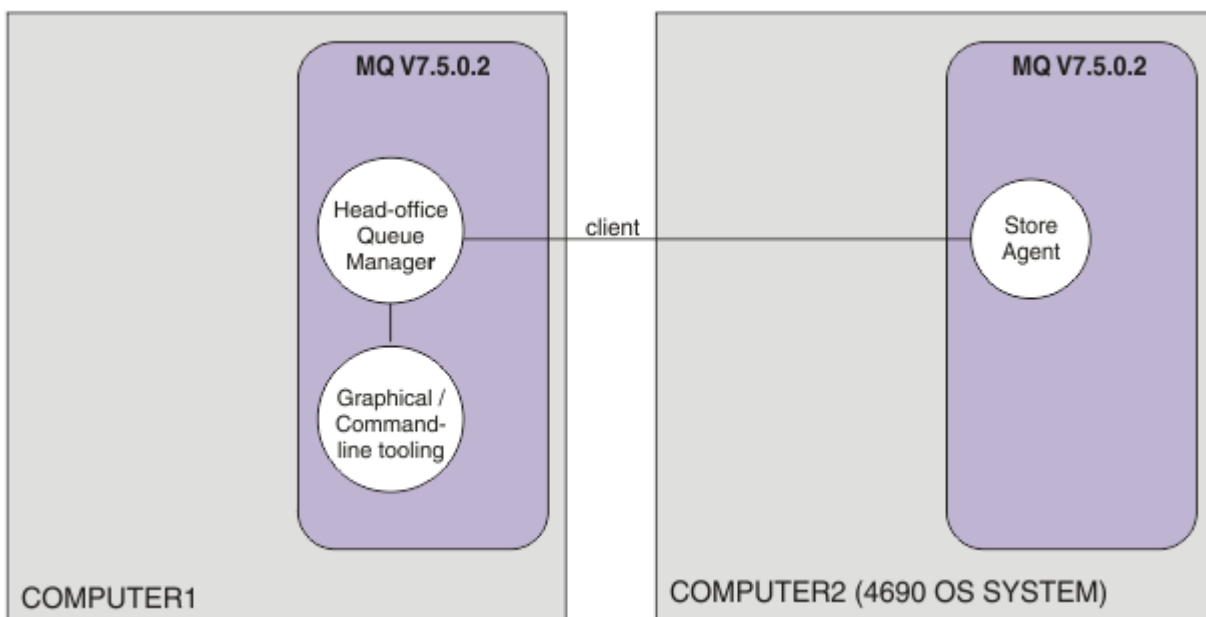 MQ V7.5.0.2
Head-office
Queue
Manager
Graphical /
Command-
line tooling
COMPUTER1
client
MQ V7.5.0.2
Store
Agent
COMPUTER2 (4690 OS SYSTEM)